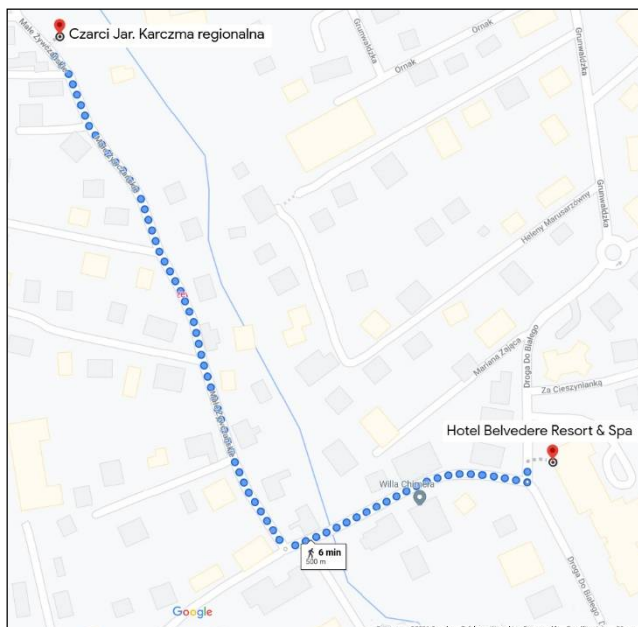 Czarci Jar. Karczma regionalna
Grunwaldzka
Ornak
Ornak
Grunwaldzka
Grunwaldzka
Heleny Marusarzówny
Mariana Zająca
Droga Do Białego
Za Cieszynianką
Hotel Belvedere Resort & Spa
Willa Chimera
6 min
500 m
Droga Do Białego
Google